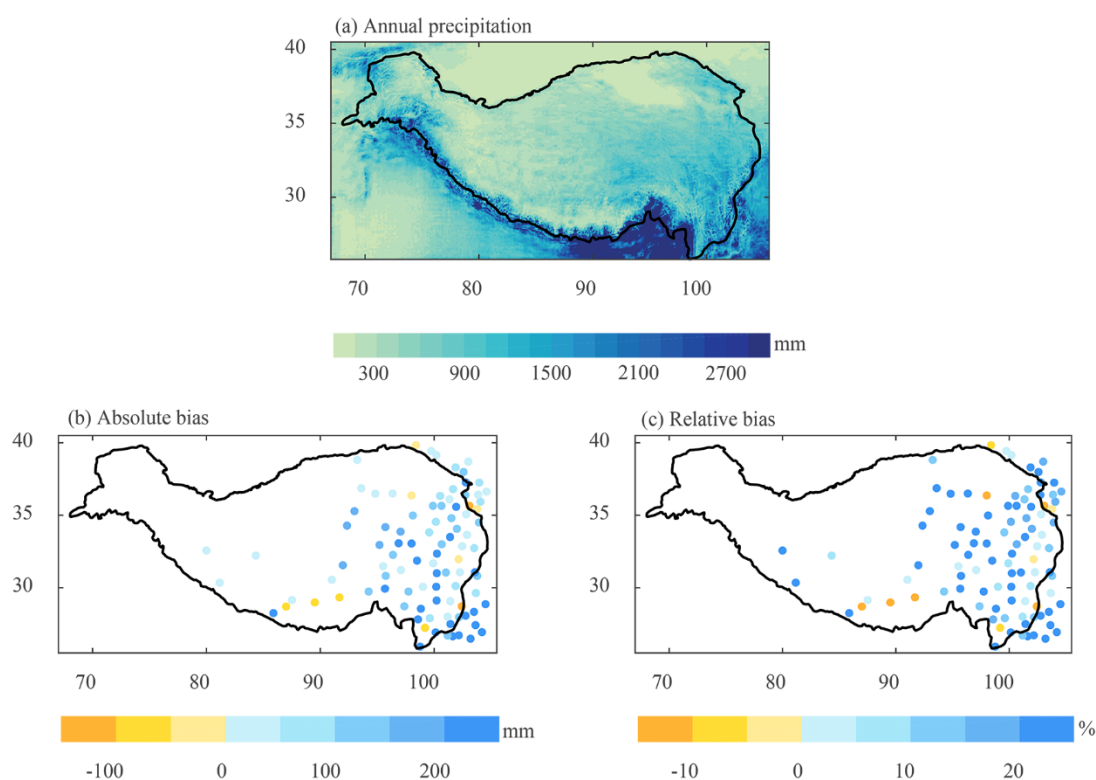 (a) Annual precipitation
40
35
30
70 80 90 100
mm
300 900 1500 2100 2700
(b) Absolute bias
40
35
30
70 80 90 100
mm
-100 0 100 200
(c) Relative bias
40
35
30
70 80 90 100
%
-10 0 10 20